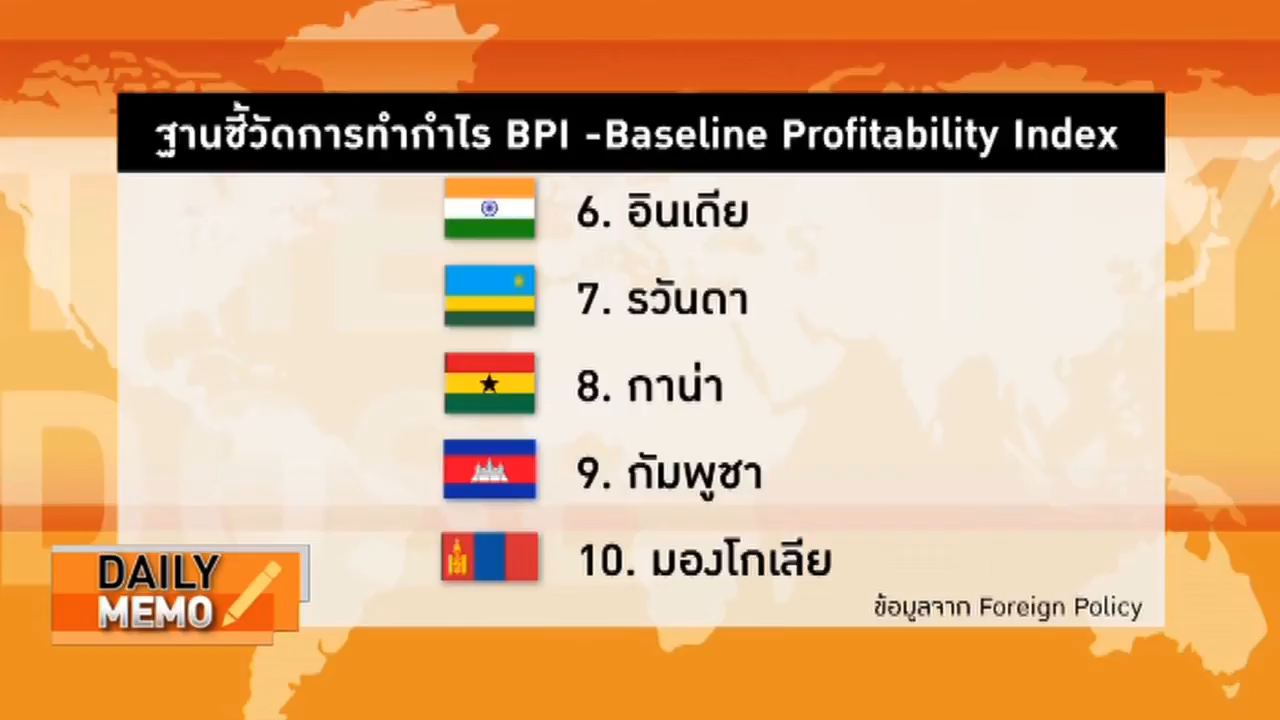 ฐานชี้วัดการทำกำไร BPI -Baseline Profitability Index
6. อินเดีย
7. รวันดา
8. กาน่า
9. กัมพูชา
10. มองโกเลีย
ข้อมูลจาก Foreign Policy
DAILY
MEMO